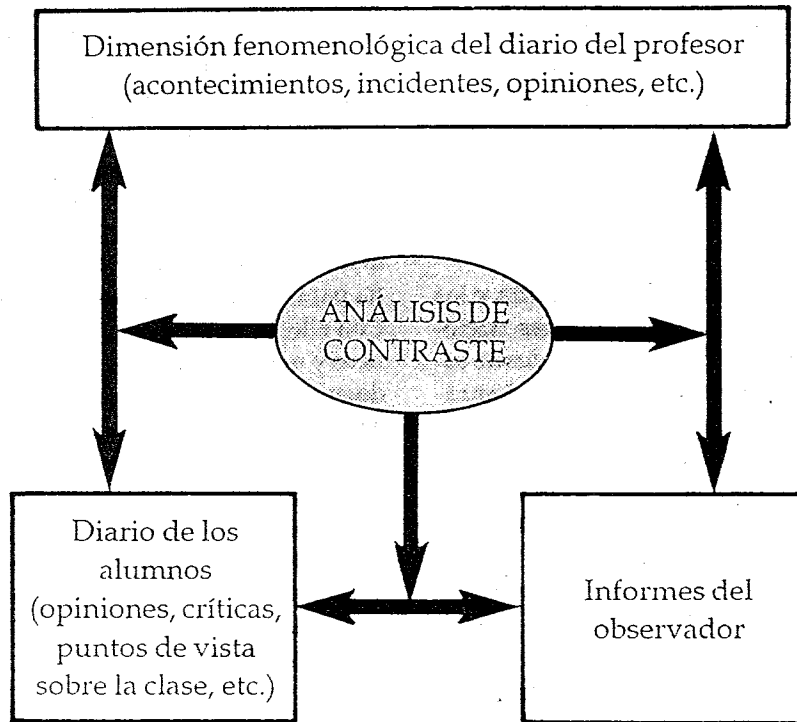 Dimensión fenomenológica del diario del profesor
(acontecimientos, incidentes, opiniones, etc.)
ANÁLISIS DE
CONTRASTE
Diario de los
alumnos
(opiniones, críticas,
puntos de vista
sobre la clase, etc.)
Informes del
observador